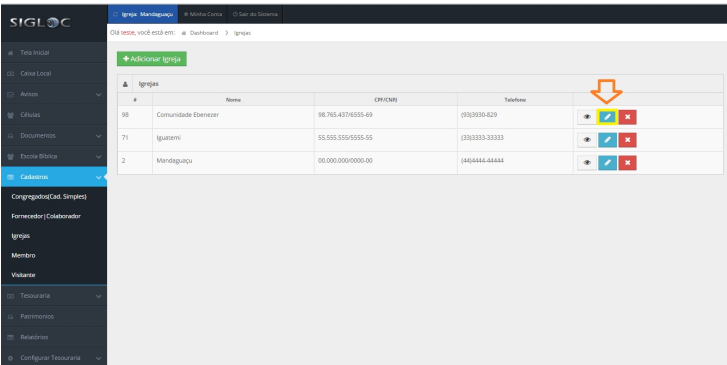 SIGLOC
Igreja: Mandaguaçu Minha Conta Sair do Sistema
Olá teste, você está em: Dashboard > Igrejas
Tela Inicial
Caixa Local
Avisos
Células
Documentos
Escola Bíblica
Cadastros
Congregados(Cad. Simples)
Fornecedor|Colaborador
Igrejas
Membro
Visitante
Tesouraria
Patrimonios
Relatórios
Configurar Tesouraria
+ Adicionar Igreja
Igrejas
# Nome CPF/CNPJ Telefone
98 Comunidade Ebenezer 98.765.437/6555-69 (93)3930-829
71 Iguatemi 55.555.555/5555-55 (33)3333-33333
2 Mandaguaçu 00.000.000/0000-00 (44)4444-44444